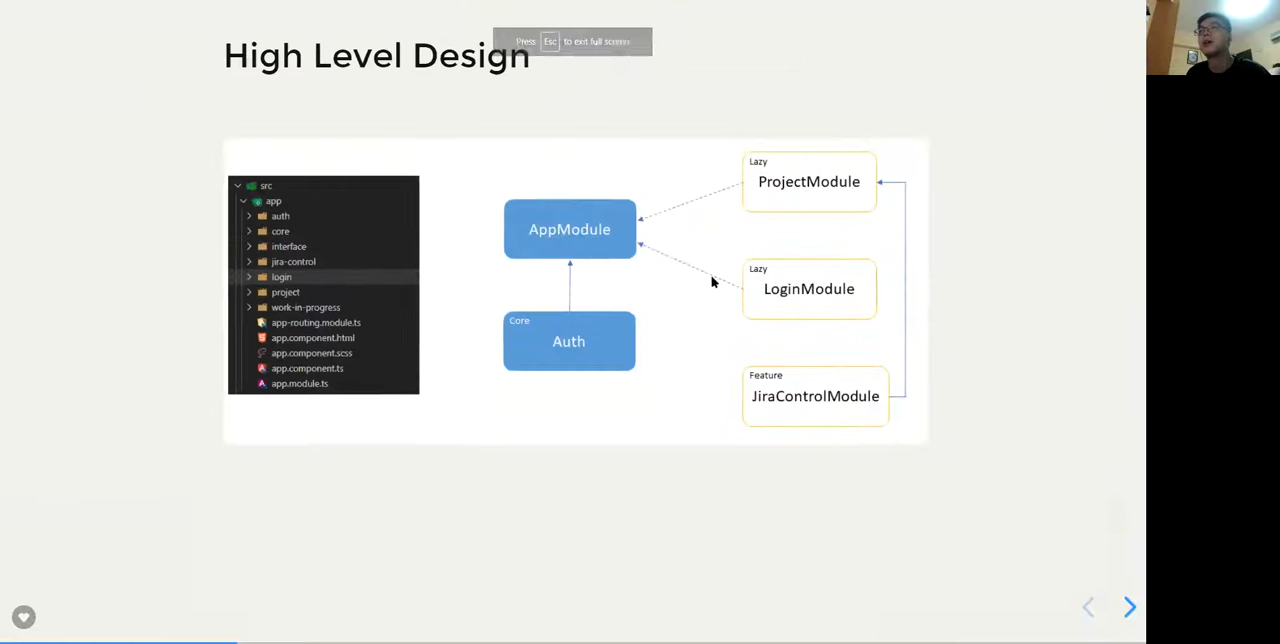 Press Esc to exit full screen
High Level Design
src
app
auth
core
interface
jira-control
login
project
work-in-progress
app-routing.module.ts
app.component.html
app.component.scss
app.component.ts
app.module.ts
AppModule
Core
Auth
Lazy
ProjectModule
Lazy
LoginModule
Feature
JiraControlModule